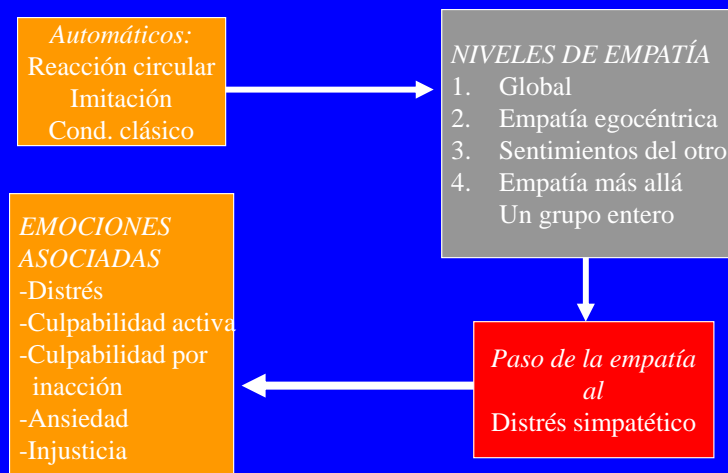 Automáticos:
Reacción circular
Imitación
Cond. clásico
NIVELES DE EMPATÍA
1. Global
2. Empatía egocéntrica
3. Sentimientos del otro
4. Empatía más allá
Un grupo entero
Paso de la empatía
al
Distrés simpatético
EMOCIONES
ASOCIADAS
-Distrés
-Culpabilidad activa
-Culpabilidad por
inacción
-Ansiedad
-Injusticia